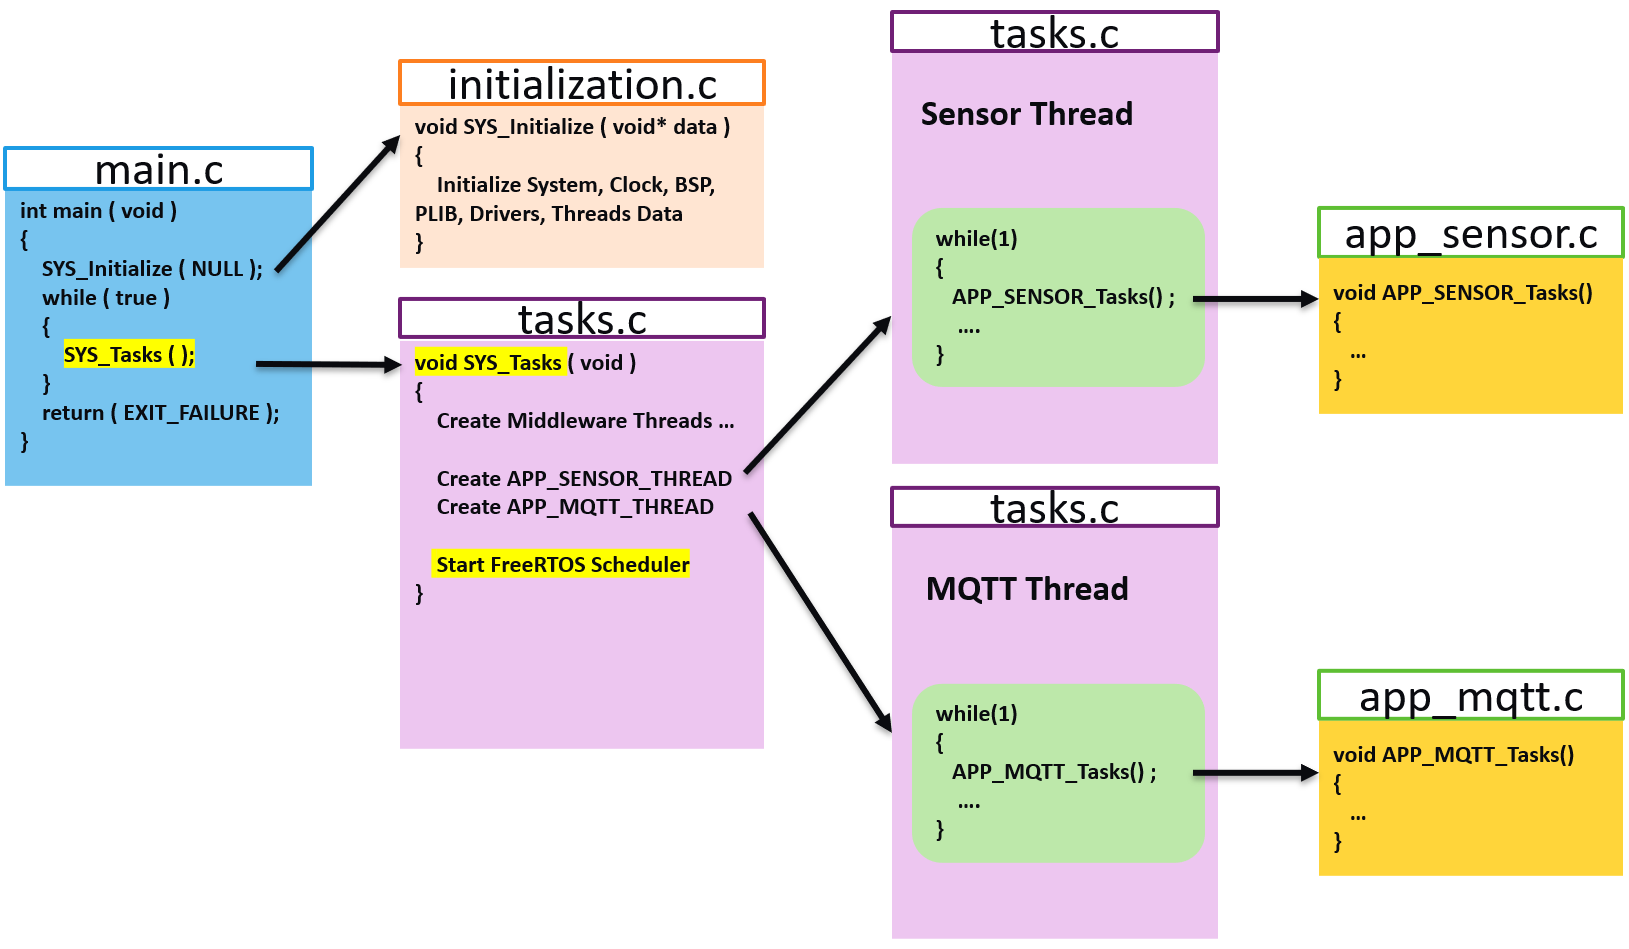 main.c
int main ( void )
{
SYS_Initialize ( NULL );
while ( true )
{
SYS_Tasks ( );
}
return ( EXIT_FAILURE );
}
initialization.c
void SYS_Initialize ( void* data )
{
Initialize System, Clock, BSP,
PLIB, Drivers, Threads Data
}
tasks.c
void SYS_Tasks ( void )
{
Create Middleware Threads ...
Create APP_SENSOR_THREAD
Create APP_MQTT_THREAD
Start FreeRTOS Scheduler
}
tasks.c
Sensor Thread
while(1)
{
APP_SENSOR_Tasks() ;
....
}
app_sensor.c
void APP_SENSOR_Tasks()
{
...
}
tasks.c
MQTT Thread
while(1)
{
APP_MQTT_Tasks() ;
....
}
app_mqtt.c
void APP_MQTT_Tasks()
{
...
}